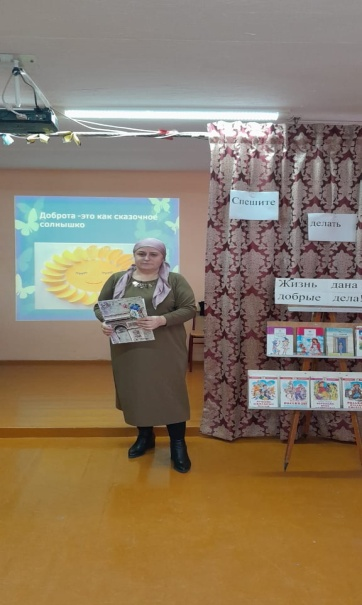 Доброта -это как сказочное
солнышко
Спешите
делать
Жизнь дана
добрые дела!